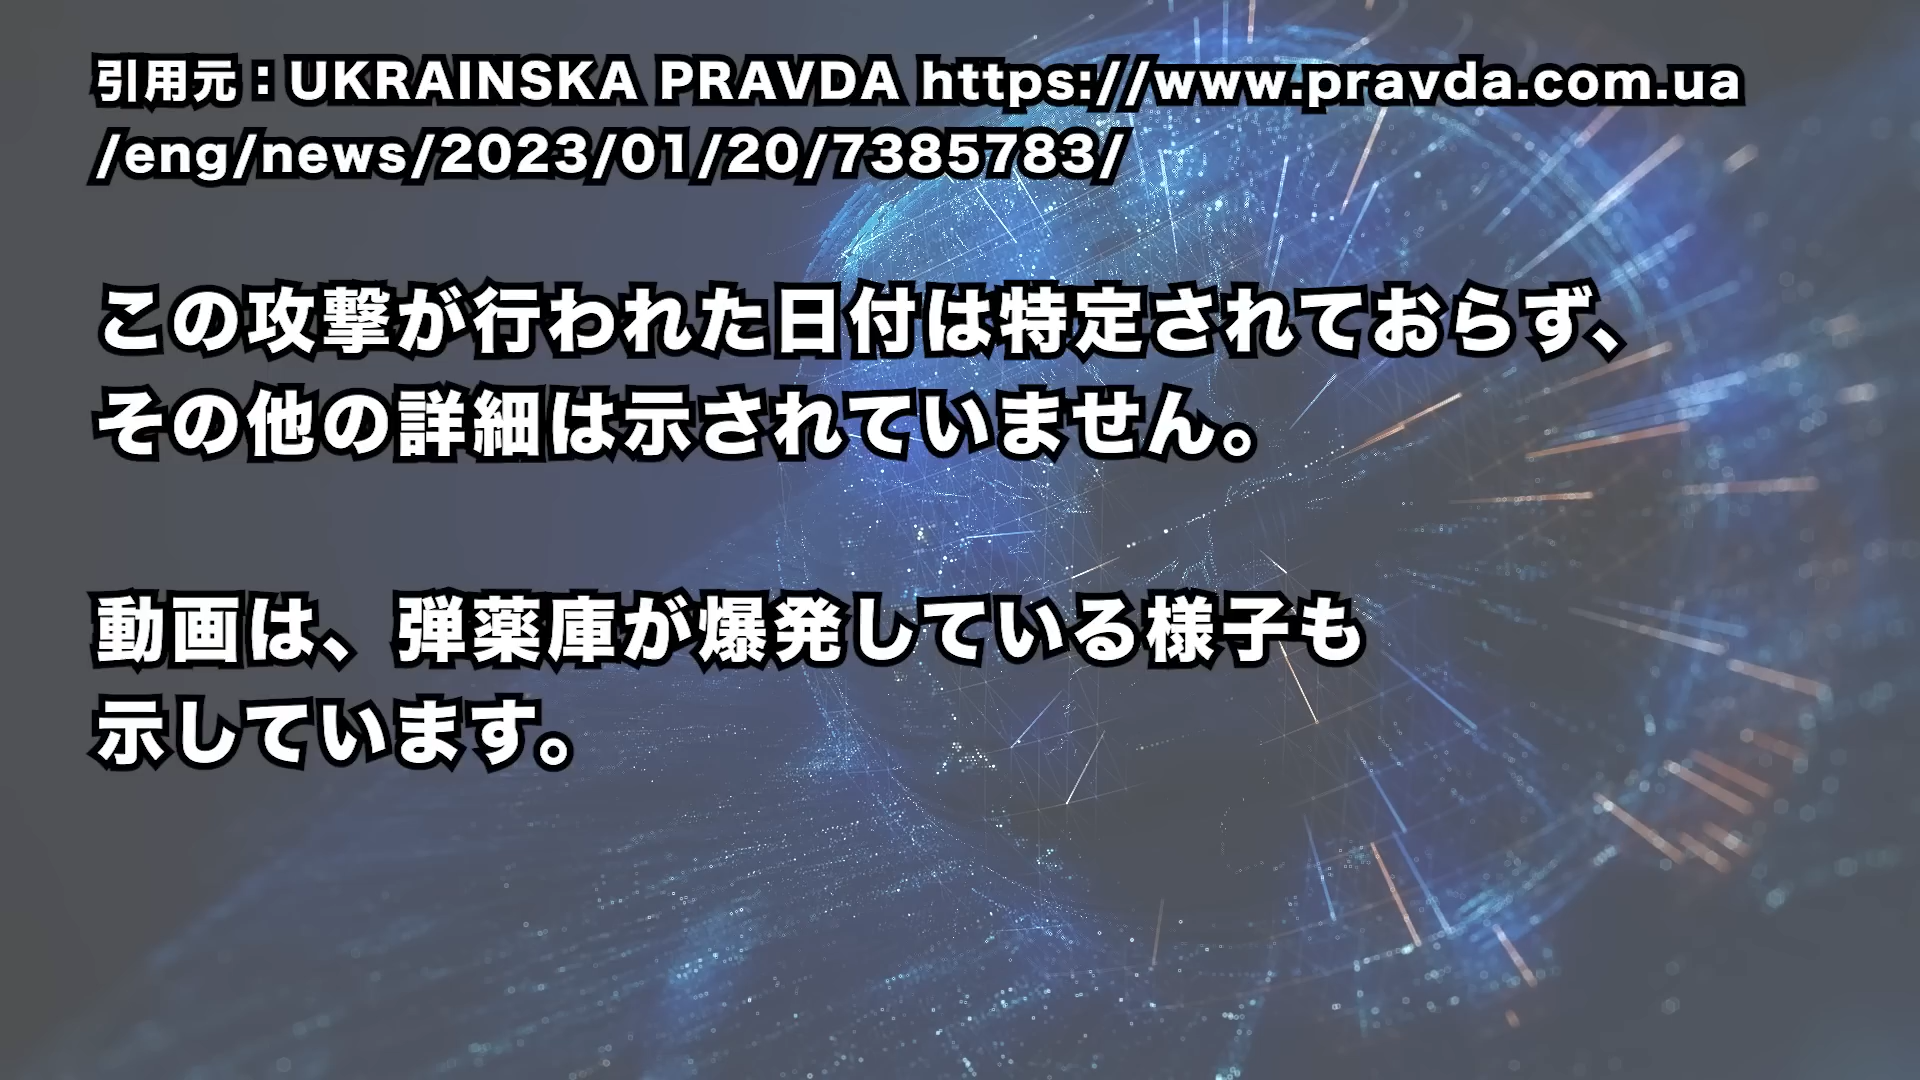 引用元：UKRAINSKA PRAVDA https://www.pravda.com.ua
/eng/news/2023/01/20/7385783/
この攻撃が行われた日付は特定されておらず、
その他の詳細は示されていません。
動画は、弾薬庫が爆発している様子も
示しています。